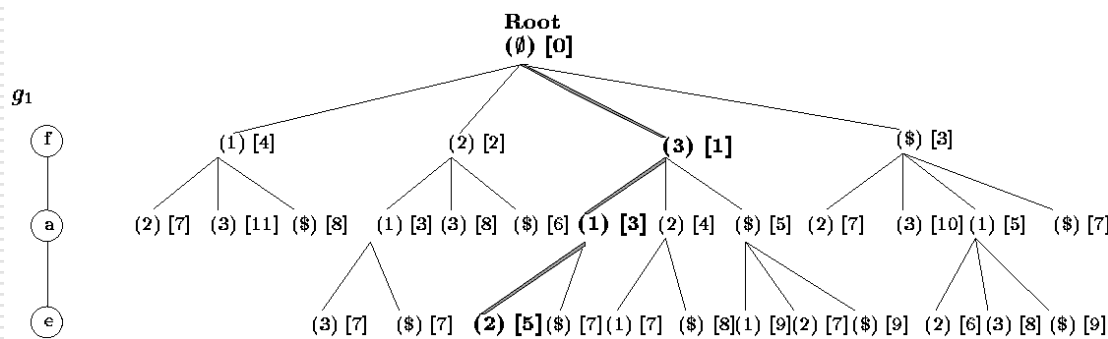 Root
(∅) [0]
g₁
f
(1) [4]
(2) [2]
(3) [1]
($) [3]
a
(2) [7] (3) [11] ($) [8] (1) [3] (3) [8] ($) [6] (1) [3] (2) [4] ($) [5] (2) [7] (3) [10] (1) [5] ($) [7]
e
(3) [7] ($) [7] (2) [5] ($) [7] (1) [7] ($) [8] (1) [9] (2) [7] ($) [9] (2) [6] (3) [8] ($) [9]